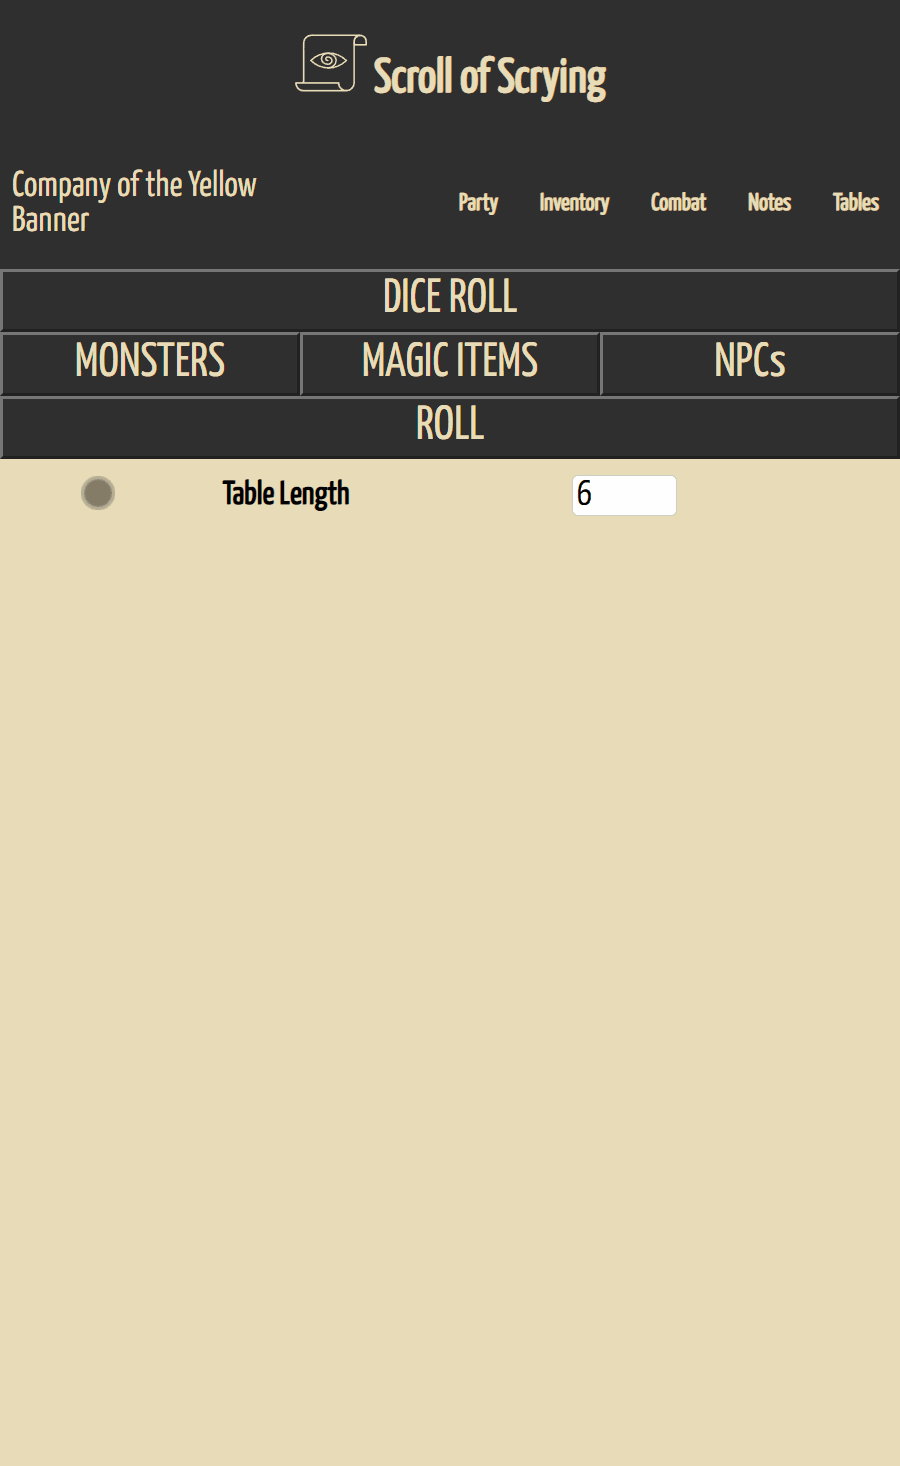 Scroll of Scrying
Company of the Yellow
Banner
Party Inventory Combat Notes Tables
DICE ROLL
MONSTERS MAGIC ITEMS NPCs
ROLL
Table Length 6